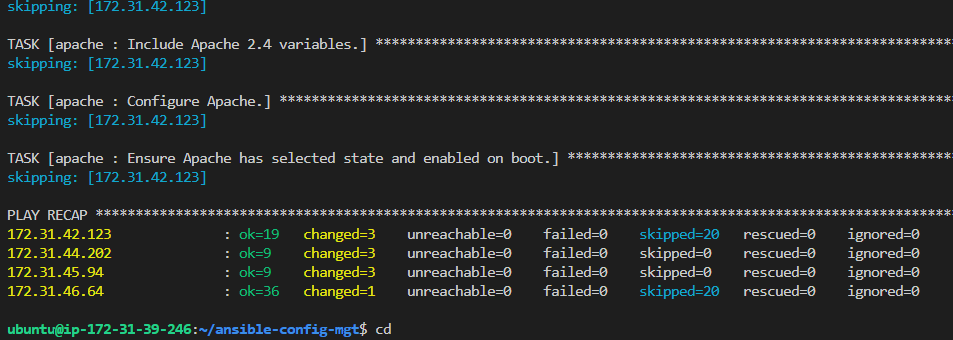 skipping: [172.31.42.123]
TASK [apache : Include Apache 2.4 variables.] ************************************************************************
skipping: [172.31.42.123]
TASK [apache : Configure Apache.] ************************************************************************************
skipping: [172.31.42.123]
TASK [apache : Ensure Apache has selected state and enabled on boot.] ************************************************
skipping: [172.31.42.123]
PLAY RECAP ***********************************************************************************************************
172.31.42.123 : ok=19 changed=3 unreachable=0 failed=0 skipped=20 rescued=0 ignored=0
172.31.44.202 : ok=9 changed=3 unreachable=0 failed=0 skipped=0 rescued=0 ignored=0
172.31.45.94 : ok=9 changed=3 unreachable=0 failed=0 skipped=0 rescued=0 ignored=0
172.31.46.64 : ok=36 changed=1 unreachable=0 failed=0 skipped=20 rescued=0 ignored=0
ubuntu@ip-172-31-39-246:~/ansible-config-mgt$ cd